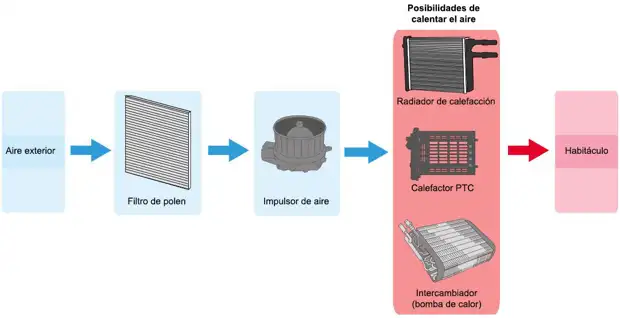 Posibilidades de
calentar el aire
Radiador de calefacción
Aire exterior
Filtro de polen
Impulsor de aire
Calefactor PTC
Habitáculo
Intercambiador
(bomba de calor)